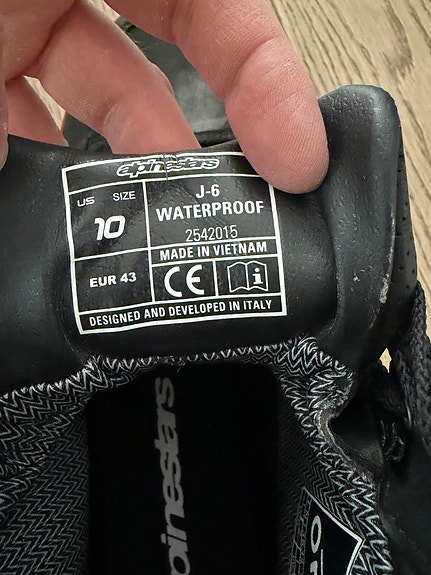 alpinestars
US SIZE
10
J-6
WATERPROOF
2542015
MADE IN VIETNAM
EUR 43
CE
i
DESIGNED AND DEVELOPED IN ITALY
alpinestars